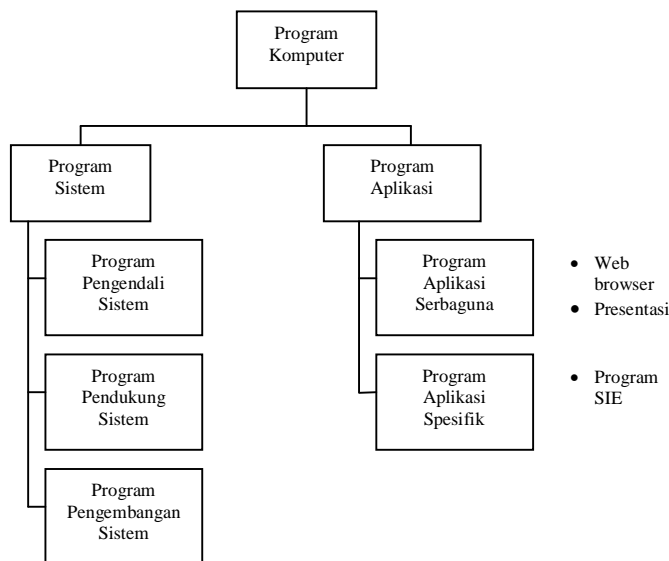 Program
Komputer
Program
Sistem
Program
Aplikasi
Program
Pengendali
Sistem
Program
Aplikasi
Serbaguna
• Web
browser
• Presentasi
Program
Pendukung
Sistem
Program
Aplikasi
Spesifik
• Program
SIE
Program
Pengembangan
Sistem